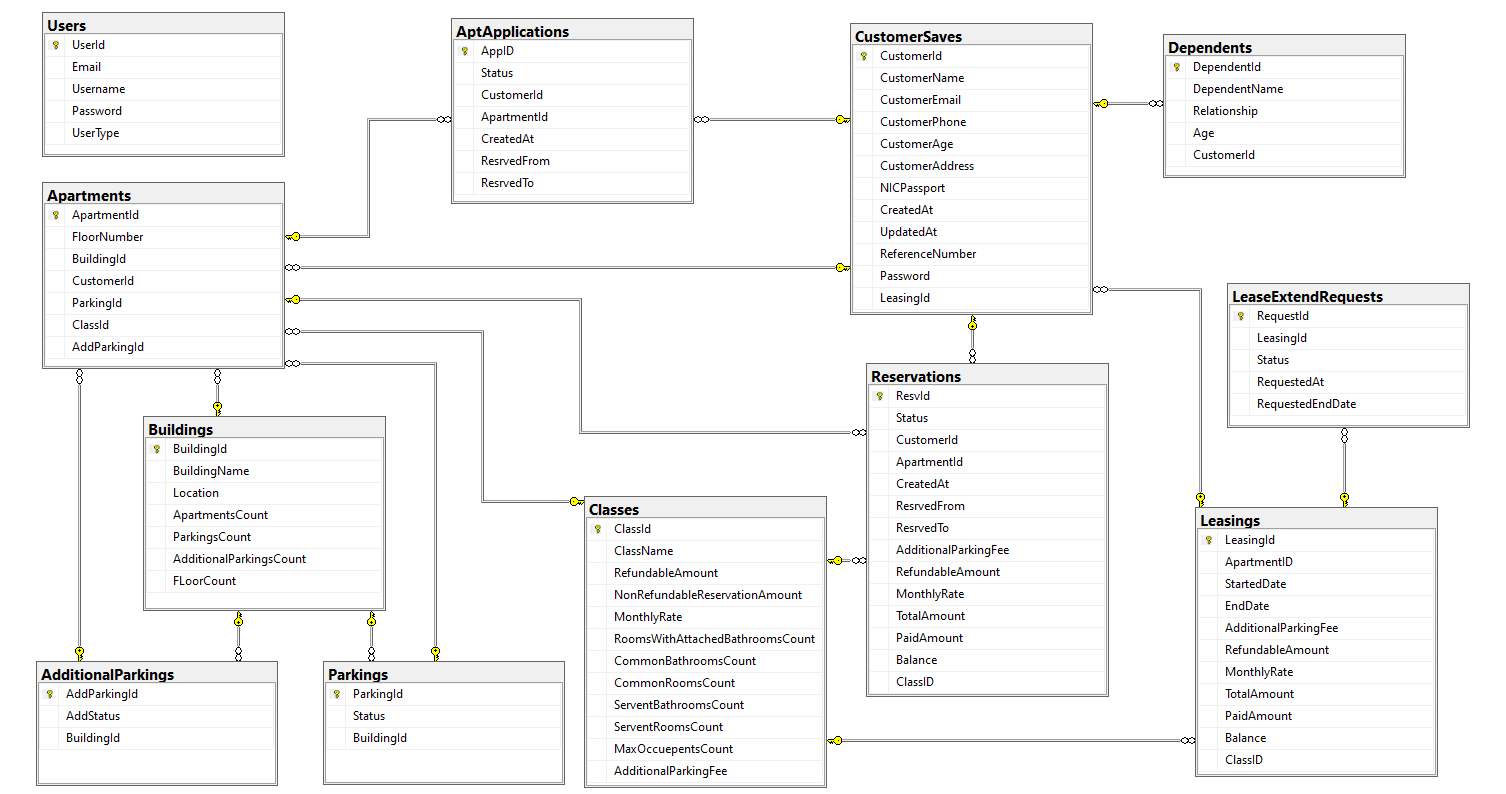 Users
UserId
Email
Username
Password
UserType
AptApplications
AppID
Status
CustomerId
ApartmentId
CreatedAt
ResrvedFrom
ResrvedTo
CustomerSaves
CustomerId
CustomerName
CustomerEmail
CustomerPhone
CustomerAge
CustomerAddress
NICPassport
CreatedAt
UpdatedAt
ReferenceNumber
Password
LeasingId
Dependents
DependentId
DependentName
Relationship
Age
CustomerId
Apartments
ApartmentId
FloorNumber
BuildingId
CustomerId
ParkingId
ClassId
AddParkingId
LeaseExtendRequests
RequestId
LeasingId
Status
RequestedAt
RequestedEndDate
Reservations
ResvId
Status
CustomerId
ApartmentId
CreatedAt
ResrvedFrom
ResrvedTo
AdditionalParkingFee
RefundableAmount
MonthlyRate
TotalAmount
PaidAmount
Balance
ClassID
Buildings
BuildingId
BuildingName
Location
ApartmentsCount
ParkingsCount
AdditionalParkingsCount
FLoorCount
Classes
ClassId
ClassName
RefundableAmount
NonRefundableReservationAmount
MonthlyRate
RoomsWithAttachedBathroomsCount
CommonBathroomsCount
CommonRoomsCount
ServentBathroomsCount
ServentRoomsCount
MaxOccuepentsCount
AdditionalParkingFee
Leasings
LeasingId
ApartmentID
StartedDate
EndDate
AdditionalParkingFee
RefundableAmount
MonthlyRate
TotalAmount
PaidAmount
Balance
ClassID
AdditionalParkings
AddParkingId
AddStatus
BuildingId
Parkings
ParkingId
Status
BuildingId